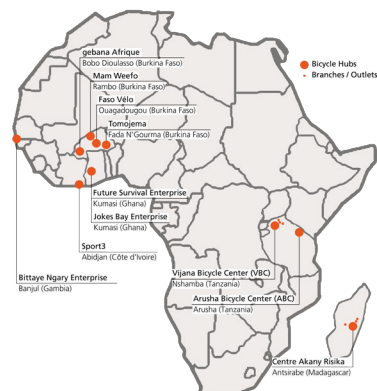 gebana Afrique
Bobo Dioulasso (Burkina Faso)
Mam Weefo
Rambo (Burkina Faso)
Faso Vélo
Ouagadougou (Burkina Faso)
Tomojema
Fada N'Gourma (Burkina Faso)
Bicycle Hubs
Branches / Outlets
Future Survival Enterprise
Kumasi (Ghana)
Jokes Bay Enterprise
Kumasi (Ghana)
Sport3
Abidjan (Côte d'Ivoire)
Bittaye Ngary Enterprise
Banjul (Gambia)
Vijana Bicycle Center (VBC)
Nshamba (Tanzania)
Arusha Bicycle Center (ABC)
Arusha (Tanzania)
Centre Akany Risika
Antsirabe (Madagascar)